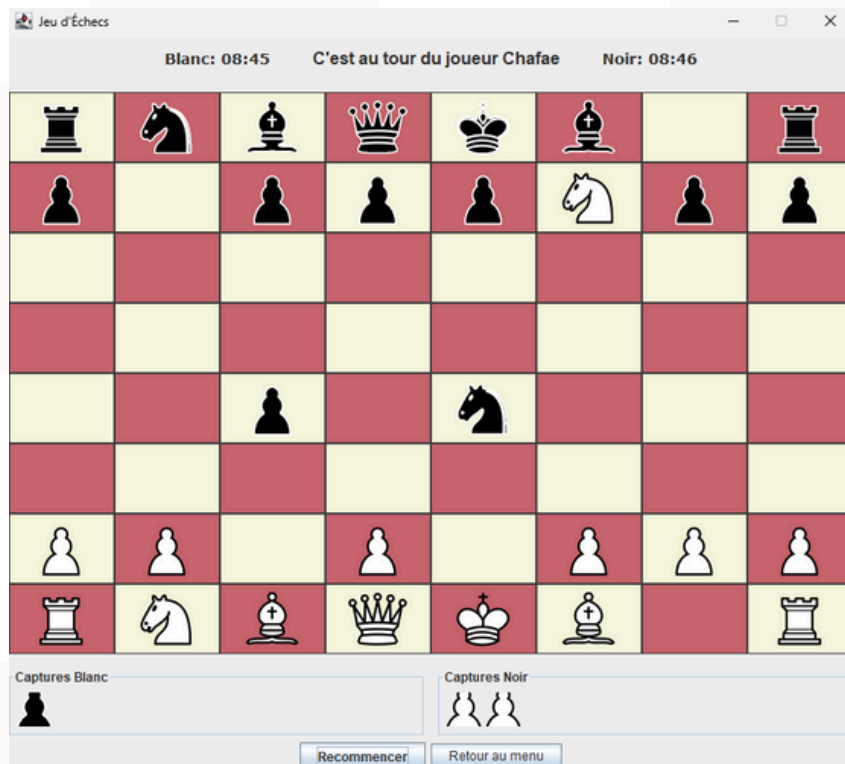 Jeu d'Échecs
Blanc: 08:45 C'est au tour du joueur Chafae Noir: 08:46
Captures Blanc Captures Noir
Recommencer Retour au menu